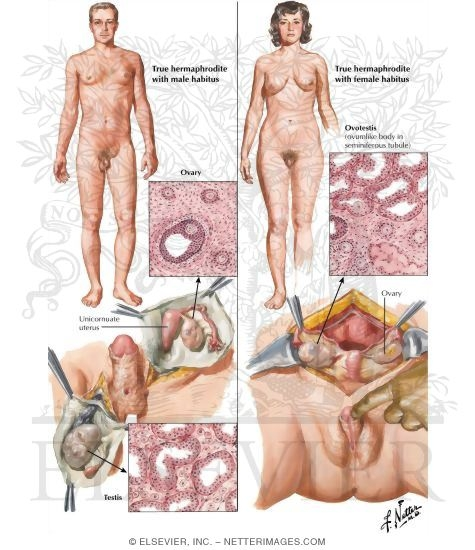 True hermaphrodite
with male habitus
True hermaphrodite
with female habitus
Ovotestis
(ovumlike body in
seminiferous tubule)
Ovary
Ovary
Unicornuate
uterus
Testis
F. Netter
M.D.
© ELSEVIER, INC. – NETTERIMAGES.COM